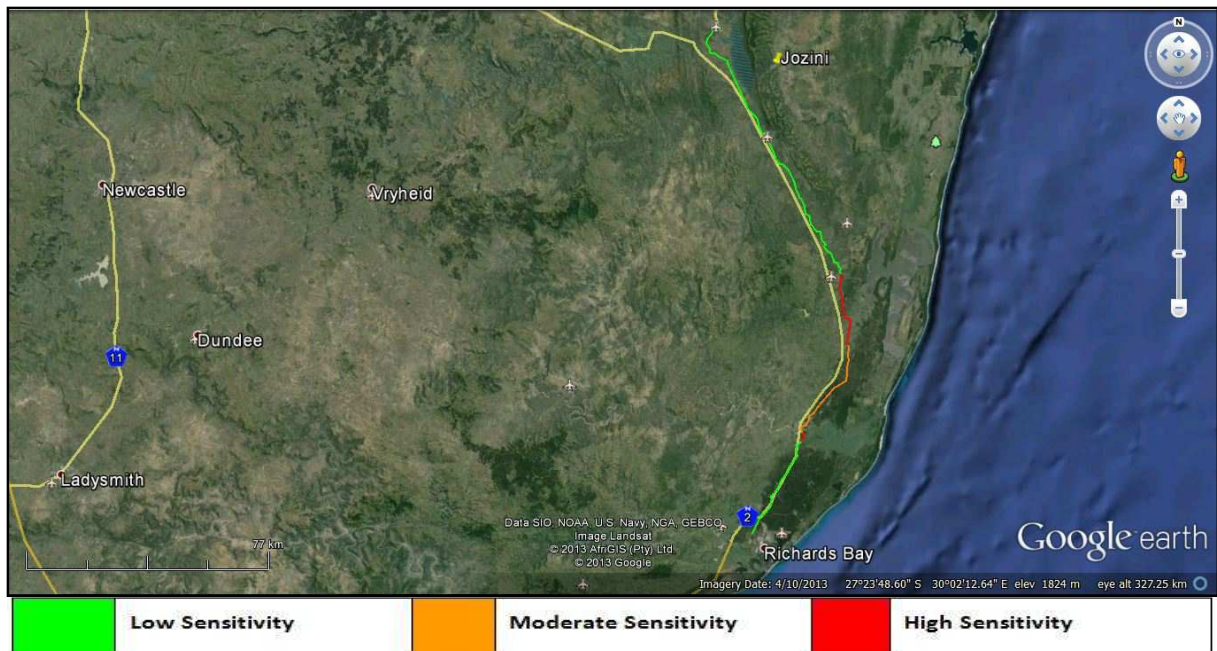 N
Jozini
Newcastle
Vryheid
Dundee
N
11
Ladysmith
77 km
N
2
Data SIO, NOAA, U.S. Navy, NGA, GEBCO
Image Landsat
© 2013 AfriGIS (Pty) Ltd.
© 2013 Google
Richards Bay
Google earth
Imagery Date: 4/10/2013 27°23'48.60" S 30°02'12.64" E elev 1824 m eye alt 327.25 km
Low Sensitivity
Moderate Sensitivity
High Sensitivity